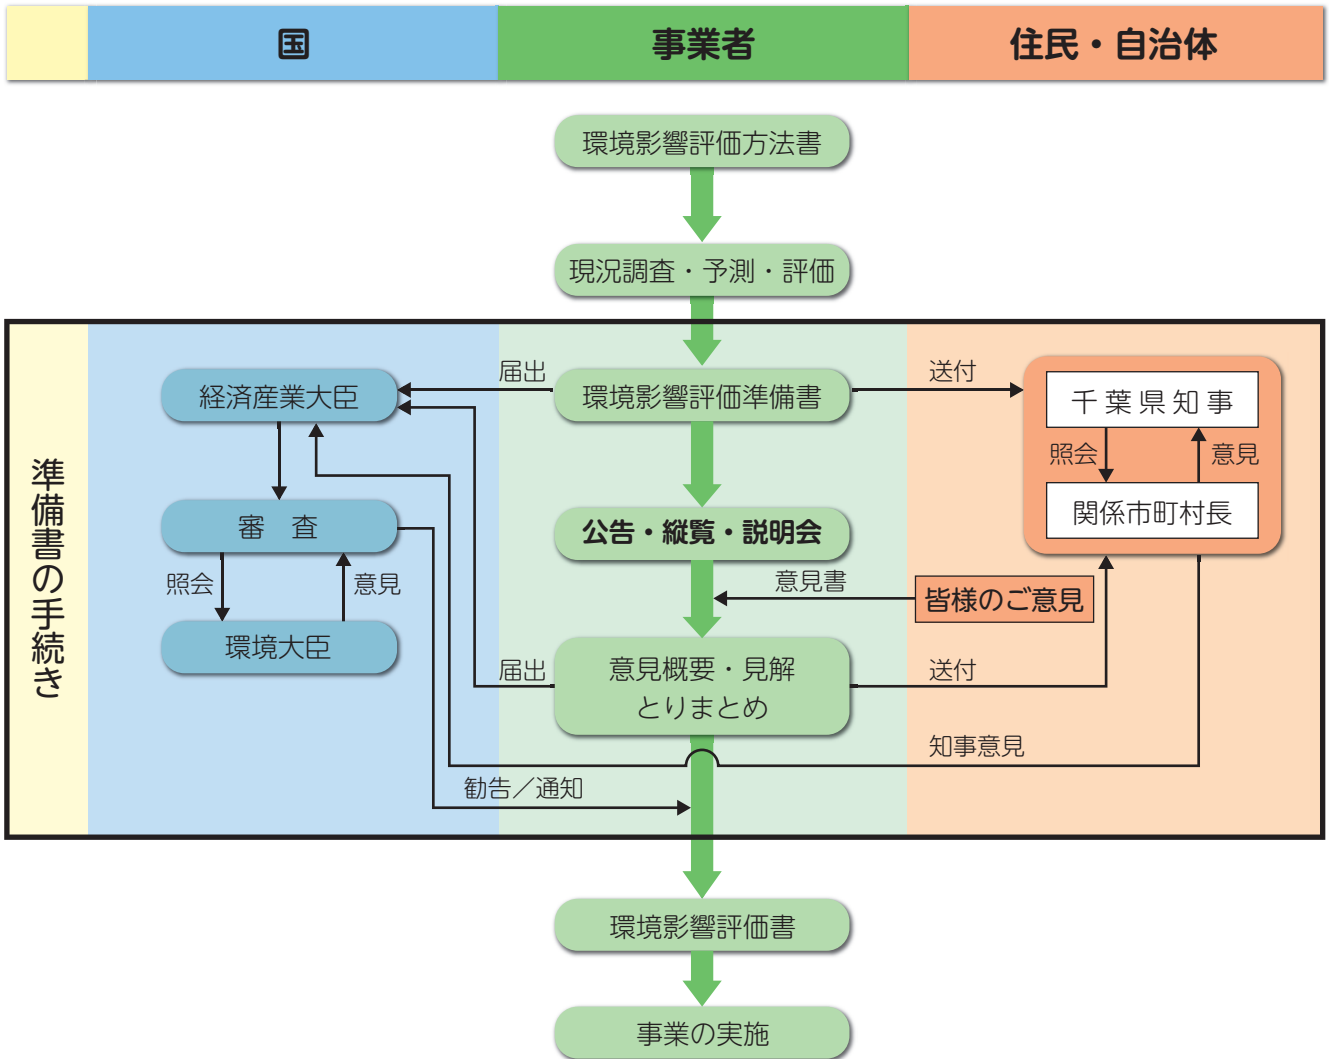 国
事業者
住民・自治体
環境影響評価方法書
現況調査・予測・評価
準備書の手続き
経済産業大臣
届出
環境影響評価準備書
送付
千葉県知事
照会
意見
関係市町村長
審　査
公告・縦覧・説明会
照会
意見
意見書
皆様のご意見
環境大臣
届出
意見概要・見解
とりまとめ
送付
知事意見
勧告／通知
環境影響評価書
事業の実施